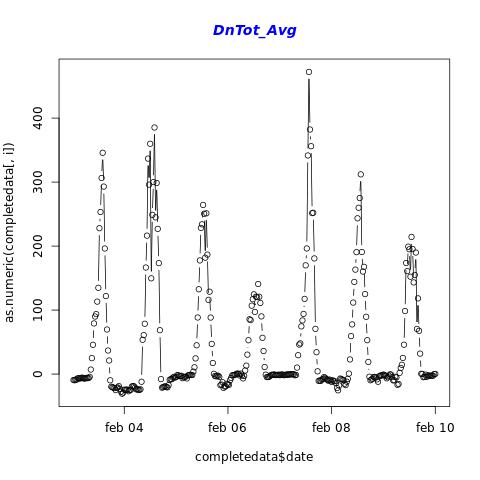 DnTot_Avg
as.numeric(completedata[, i])
400
300
200
100
0
feb 04
feb 06
feb 08
feb 10
completedata$date